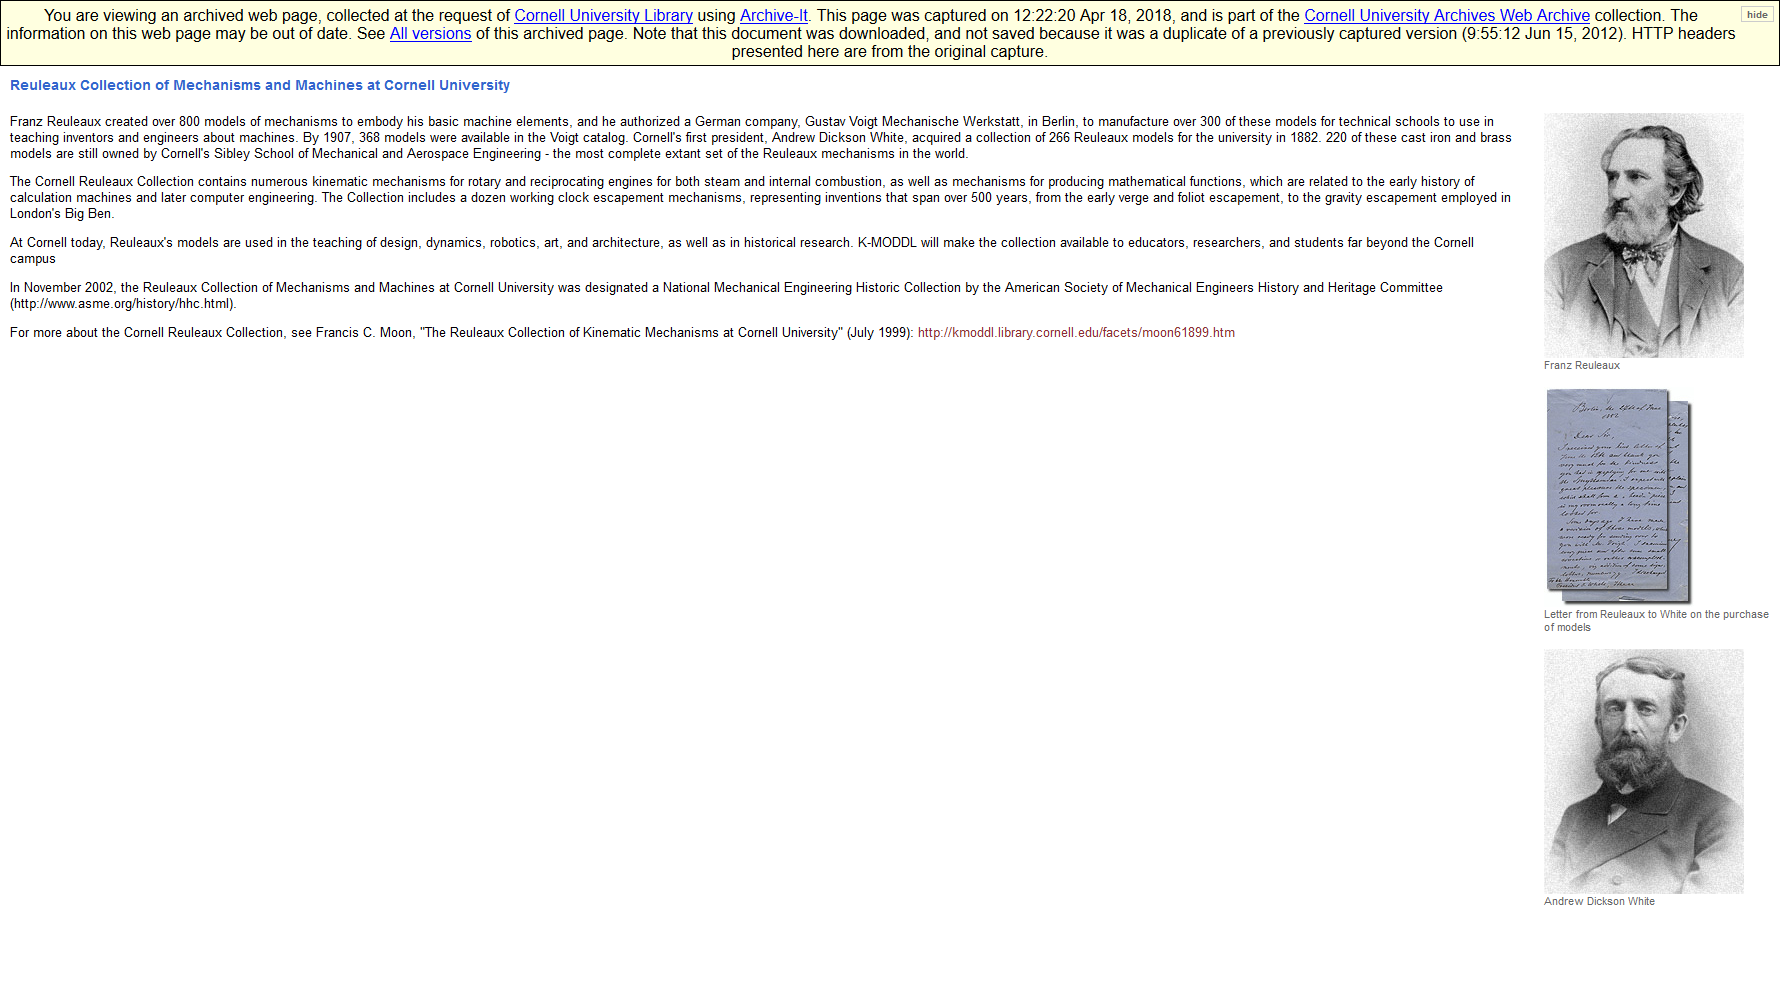 You are viewing an archived web page, collected at the request of Cornell University Library using Archive-It. This page was captured on 12:22:20 Apr 18, 2018, and is part of the Cornell University Archives Web Archive collection. The
hide
information on this web page may be out of date. See All versions of this archived page. Note that this document was downloaded, and not saved because it was a duplicate of a previously captured version (9:55:12 Jun 15, 2012). HTTP headers
presented here are from the original capture.
Reuleaux Collection of Mechanisms and Machines at Cornell University
Franz Reuleaux created over 800 models of mechanisms to embody his basic machine elements, and he authorized a German company, Gustav Voigt Mechanische Werkstatt, in Berlin, to manufacture over 300 of these models for technical schools to use in
teaching inventors and engineers about machines. By 1907, 368 models were available in the Voigt catalog. Cornell's first president, Andrew Dickson White, acquired a collection of 266 Reuleaux models for the university in 1882. 220 of these cast iron and brass
models are still owned by Cornell's Sibley School of Mechanical and Aerospace Engineering - the most complete extant set of the Reuleaux mechanisms in the world.
The Cornell Reuleaux Collection contains numerous kinematic mechanisms for rotary and reciprocating engines for both steam and internal combustion, as well as mechanisms for producing mathematical functions, which are related to the early history of
calculation machines and later computer engineering. The Collection includes a dozen working clock escapement mechanisms, representing inventions that span over 500 years, from the early verge and foliot escapement, to the gravity escapement employed in
London's Big Ben.
At Cornell today, Reuleaux's models are used in the teaching of design, dynamics, robotics, art, and architecture, as well as in historical research. K-MODDL will make the collection available to educators, researchers, and students far beyond the Cornell
campus
In November 2002, the Reuleaux Collection of Mechanisms and Machines at Cornell University was designated a National Mechanical Engineering Historic Collection by the American Society of Mechanical Engineers History and Heritage Committee
(http://www.asme.org/history/hhc.html).
For more about the Cornell Reuleaux Collection, see Francis C. Moon, "The Reuleaux Collection of Kinematic Mechanisms at Cornell University" (July 1999): http://kmoddl.library.cornell.edu/facets/moon61899.htm
Franz Reuleaux
1882
Dear Sir,
Letter from Reuleaux to White on the purchase
of models
Andrew Dickson White